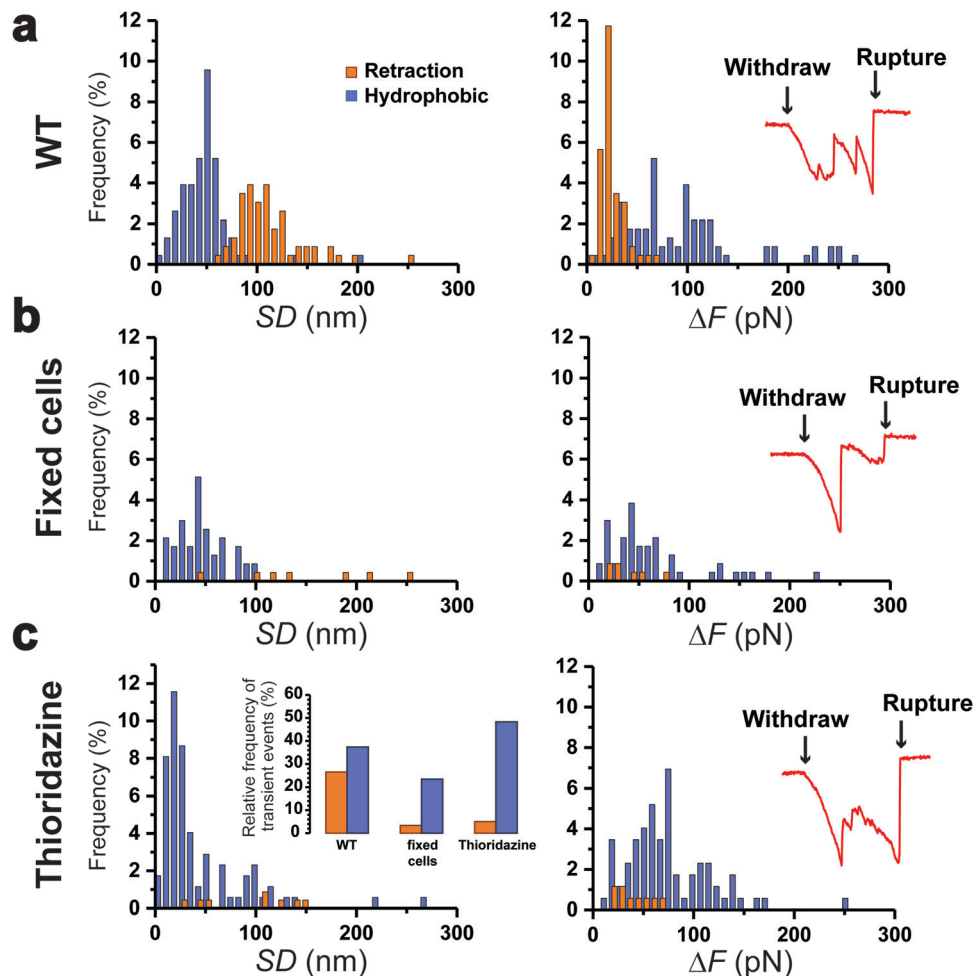 a
WT
Frequency (%)
12
10
8
6
4
2
0
0
100
200
300
SD (nm)
Retraction
Hydrophobic
12
10
8
6
4
2
0
0
100
200
300
ΔF (pN)
Withdraw
Rupture
b
Fixed cells
Frequency (%)
12
10
8
6
4
2
0
0
100
200
300
SD (nm)
12
10
8
6
4
2
0
0
100
200
300
ΔF (pN)
Withdraw
Rupture
c
Thioridazine
Frequency (%)
12
10
8
6
4
2
0
0
100
200
300
SD (nm)
Relative frequency of
transient events (%)
60
50
40
30
20
10
0
WT
fixed
cells
Thioridazine
12
10
8
6
4
2
0
0
100
200
300
ΔF (pN)
Withdraw
Rupture